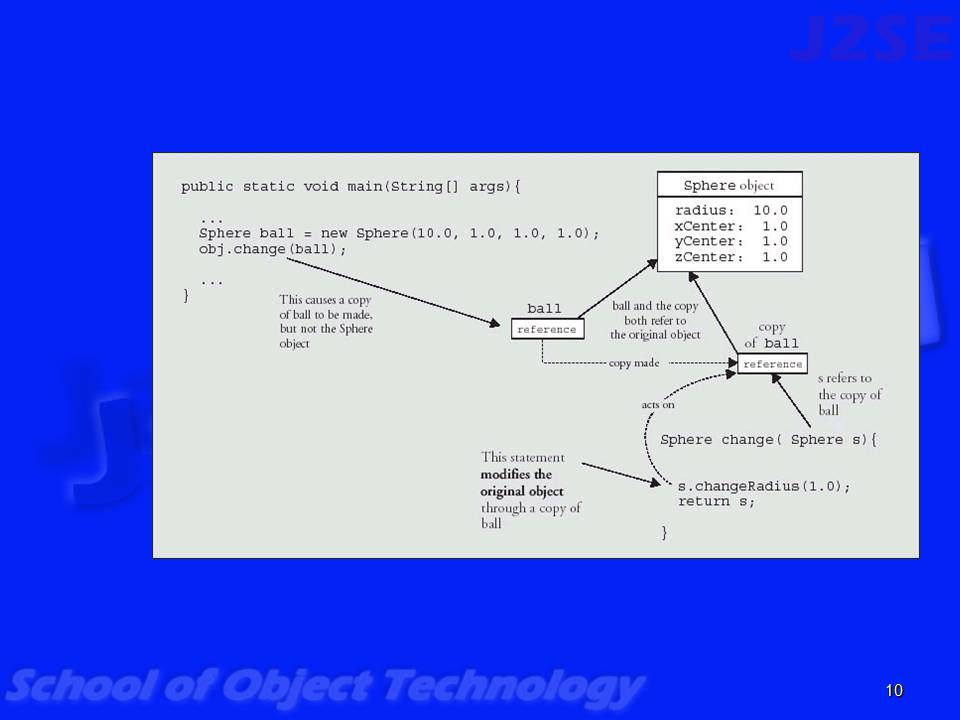 J2SE
public static void main(String[] args){
...
Sphere ball = new Sphere(10.0, 1.0, 1.0, 1.0);
obj.change(ball);
...
}
This causes a copy
of ball to be made,
but not the Sphere
object
Sphere object
radius: 10.0
xCenter: 1.0
yCenter: 1.0
zCenter: 1.0
ball
reference
ball and the copy
both refer to
the original object
copy made
copy
of ball
reference
s refers to
the copy of
ball
acts on
Sphere change( Sphere s){
s.changeRadius(1.0);
return s;
}
This statement
modifies the
original object
through a copy of
ball
School of Object Technology
10